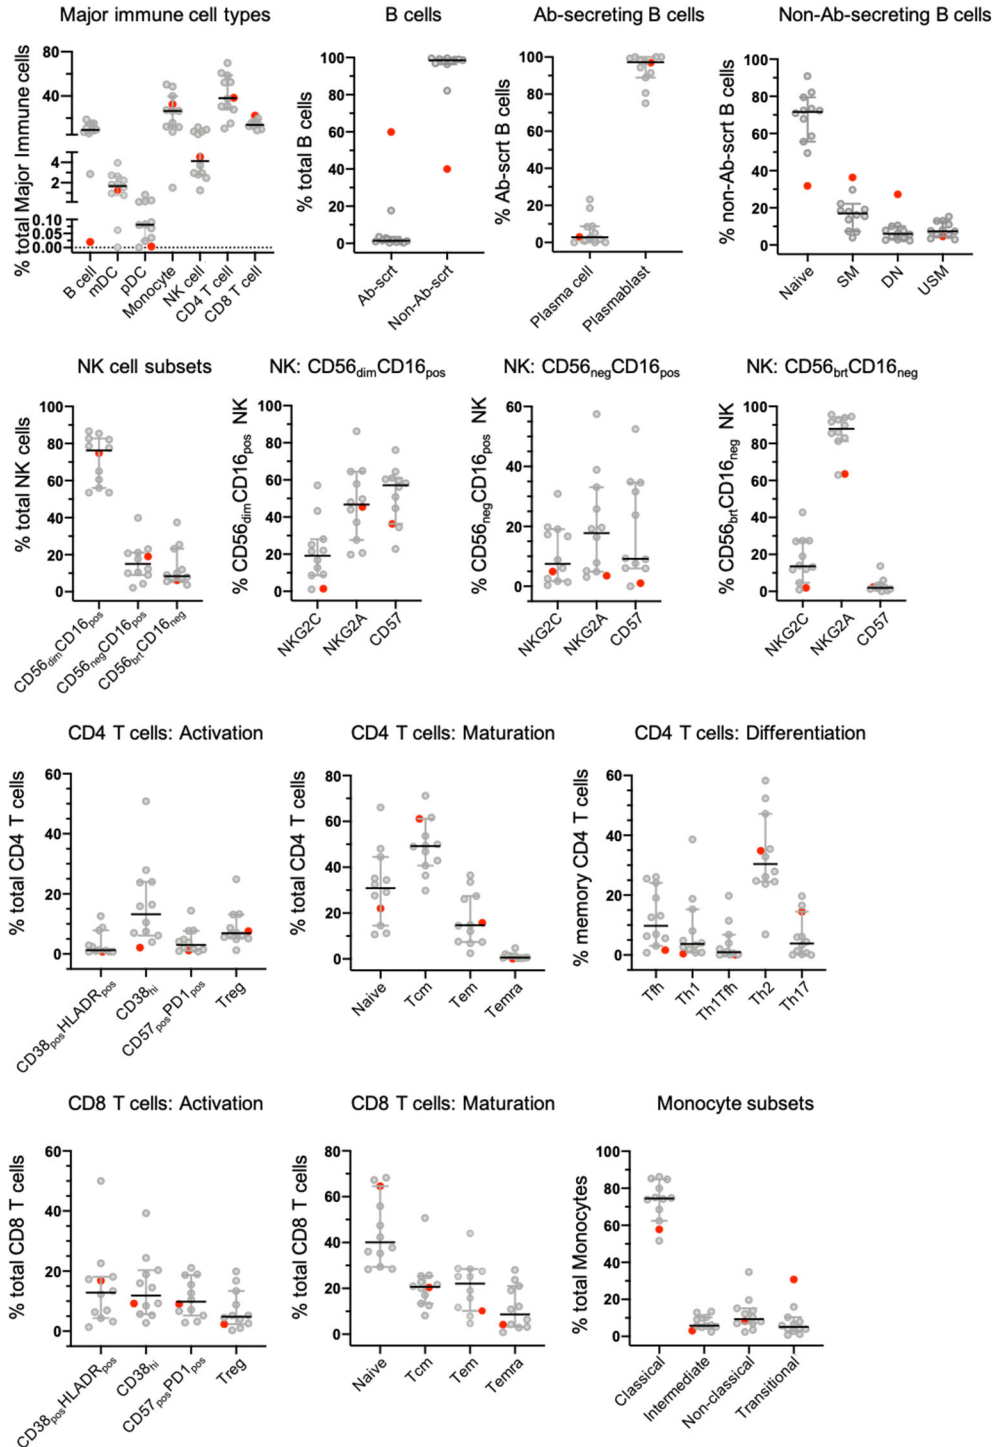 Major immune cell types
B cells
Ab-secreting B cells
Non-Ab-secreting B cells
% total Major Immune cells
80
40
4
2
0.10
0.05
0.00
B cell
mDC
pDC
Monocyte
NK cell
CD4 T cell
CD8 T cell
% total B cells
100
80
60
40
20
0
Ab-scrt
Non-Ab-scrt
% Ab-scrt B cells
100
80
60
40
20
0
Plasma cell
Plasmablast
% non-Ab-scrt B cells
100
80
60
40
20
0
Naive
SM
DN
USM
NK cell subsets
NK: CD56dimCD16pos
NK: CD56negCD16pos
NK: CD56brtCD16neg
% total NK cells
100
80
60
40
20
0
CD56dimCD16pos
CD56negCD16pos
CD56brtCD16neg
% CD56dimCD16pos NK
100
80
60
40
20
0
NKG2C
NKG2A
CD57
% CD56negCD16pos NK
60
40
20
0
NKG2C
NKG2A
CD57
% CD56brtCD16neg NK
100
80
60
40
20
0
NKG2C
NKG2A
CD57
CD4 T cells: Activation
CD4 T cells: Maturation
CD4 T cells: Differentiation
% total CD4 T cells
60
40
20
0
CD38posHLADRpos
CD38hi
CD57posPD1pos
Treg
% total CD4 T cells
80
60
40
20
0
Naive
Tcm
Tem
Temra
% memory CD4 T cells
60
40
20
0
Tfh
Th1
Th1Tfh
Th2
Th17
CD8 T cells: Activation
CD8 T cells: Maturation
Monocyte subsets
% total CD8 T cells
60
40
20
0
CD38posHLADRpos
CD38hi
CD57posPD1pos
Treg
% total CD8 T cells
80
60
40
20
0
Naive
Tcm
Tem
Temra
% total Monocytes
100
80
60
40
20
0
Classical
Intermediate
Non-classical
Transitional